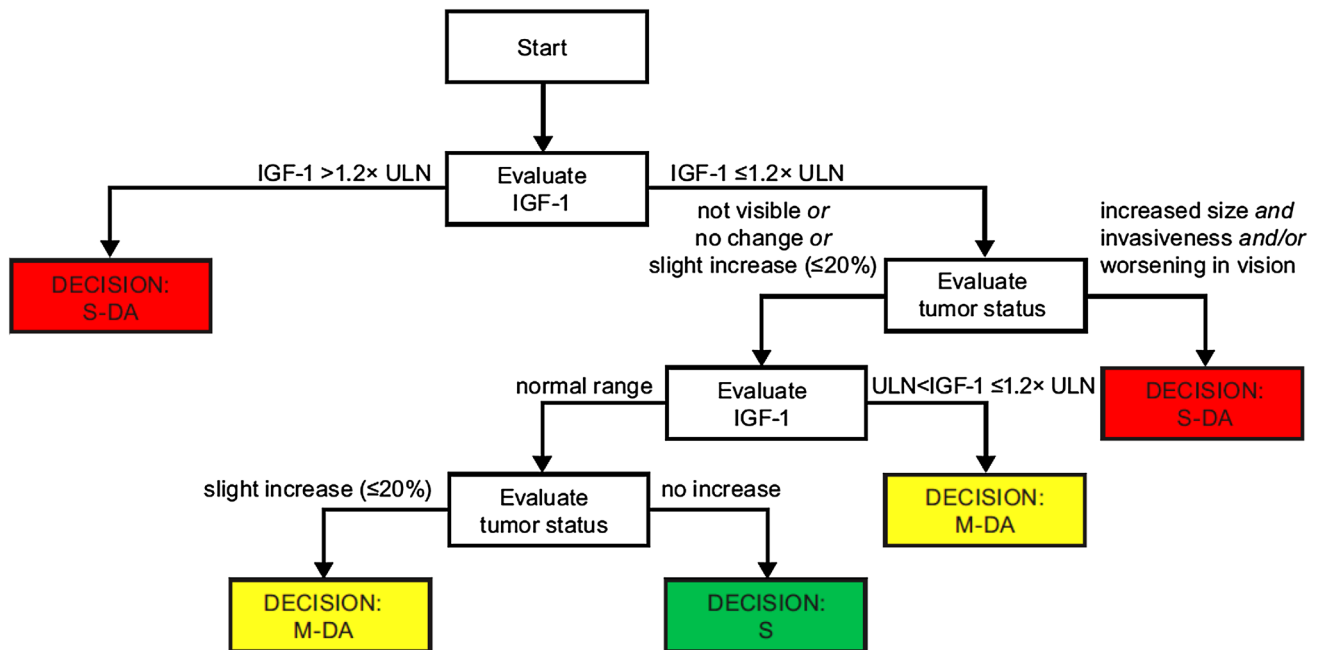 Start
IGF-1 >1.2× ULN
Evaluate
IGF-1
IGF-1 ≤1.2× ULN
not visible or
no change or
slight increase (≤20%)
increased size and
invasiveness and/or
worsening in vision
DECISION:
S-DA
Evaluate
tumor status
normal range
Evaluate
IGF-1
ULN<IGF-1 ≤1.2× ULN
DECISION:
S-DA
slight increase (≤20%)
Evaluate
tumor status
no increase
DECISION:
M-DA
DECISION:
M-DA
DECISION:
S